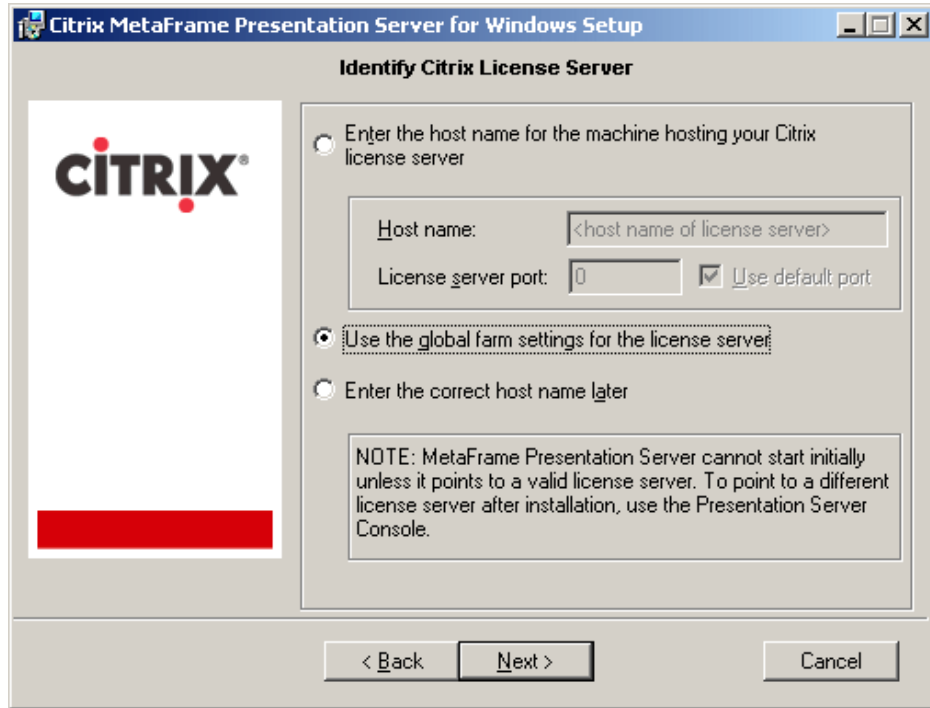 Citrix MetaFrame Presentation Server for Windows Setup
Identify Citrix License Server
CITRIX®
Enter the host name for the machine hosting your Citrix
license server
Host name: <host name of license server>
License server port: 0 Use default port
Use the global farm settings for the license server
Enter the correct host name later
NOTE: MetaFrame Presentation Server cannot start initially
unless it points to a valid license server. To point to a different
license server after installation, use the Presentation Server
Console.
< Back Next > Cancel